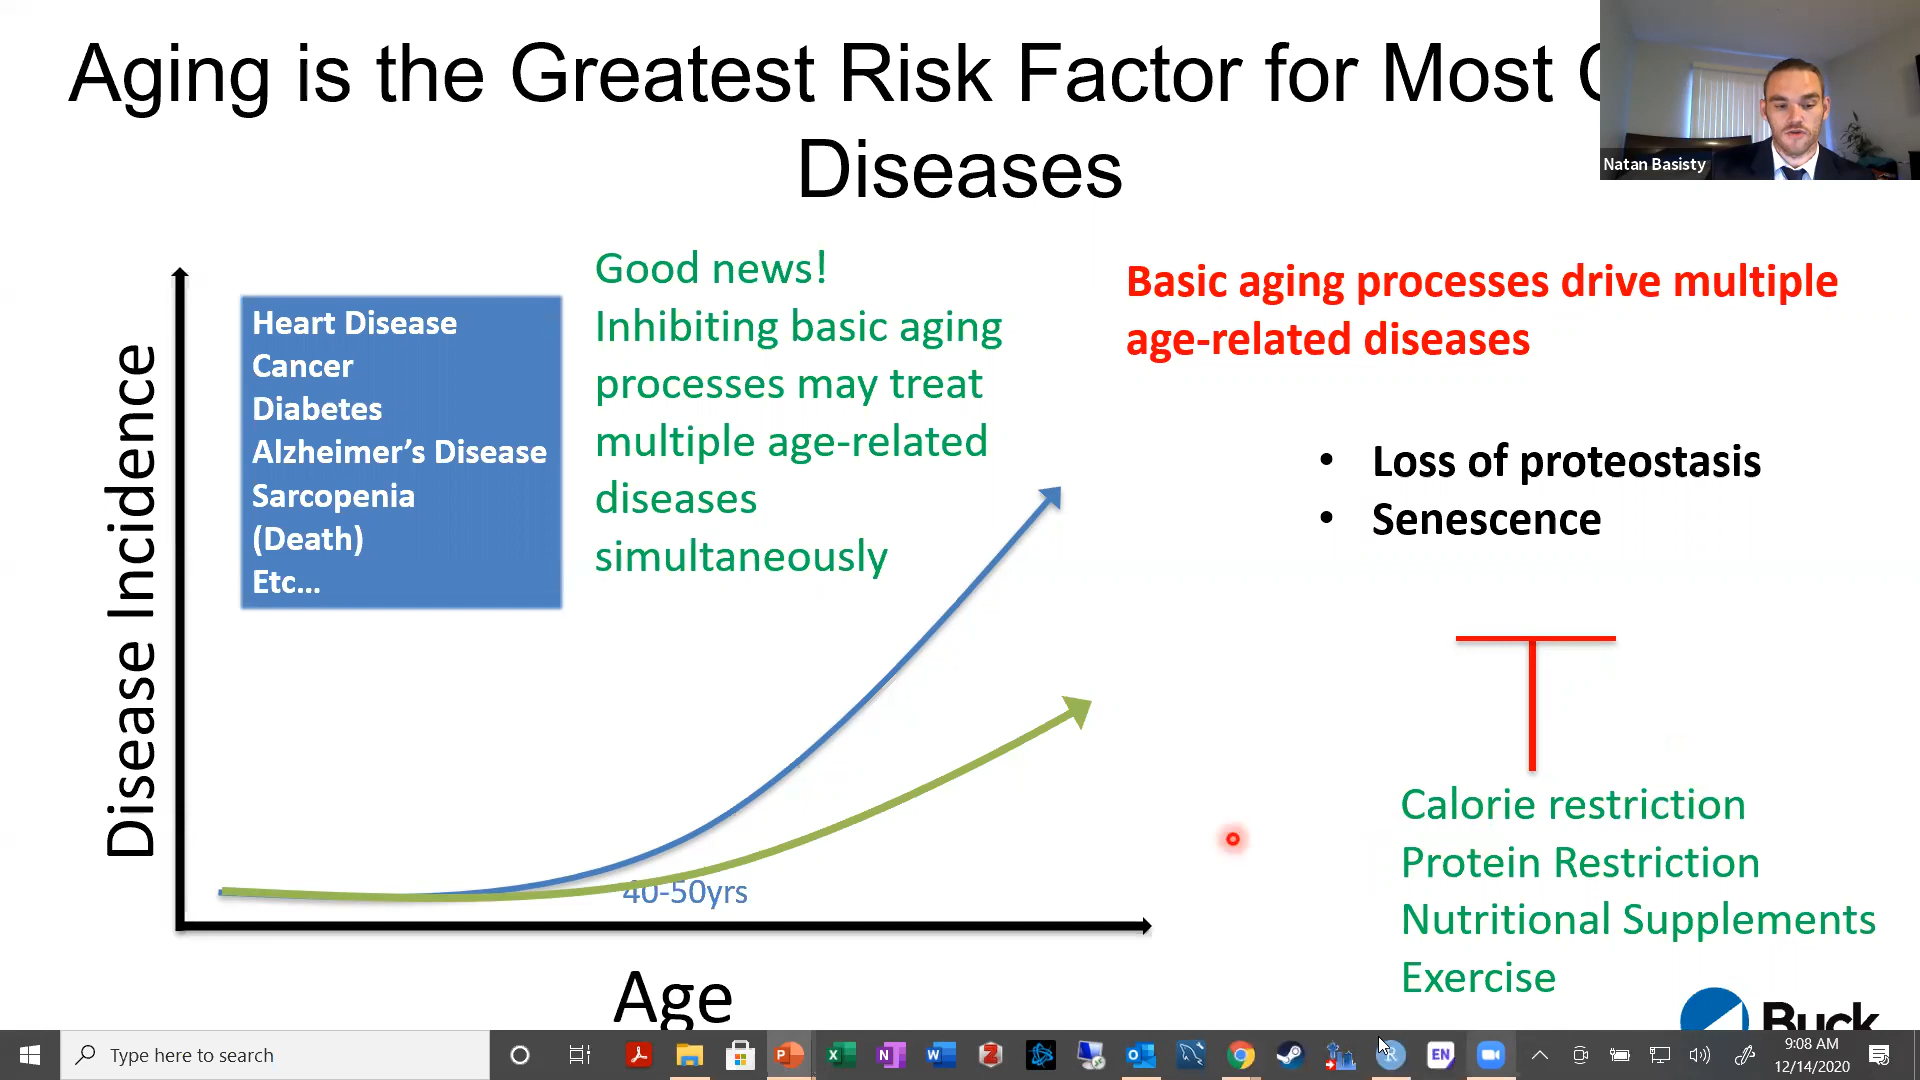 Aging is the Greatest Risk Factor for Most
Diseases
Natan Basisty
Disease Incidence
Heart Disease
Cancer
Diabetes
Alzheimer’s Disease
Sarcopenia
(Death)
Etc...
Good news!
Inhibiting basic aging
processes may treat
multiple age-related
diseases
simultaneously
40-50yrs
Age
Basic aging processes drive multiple
age-related diseases
• Loss of proteostasis
• Senescence
Calorie restriction
Protein Restriction
Nutritional Supplements
Exercise
Buck
Type here to search
EN
9:08 AM
12/14/2020